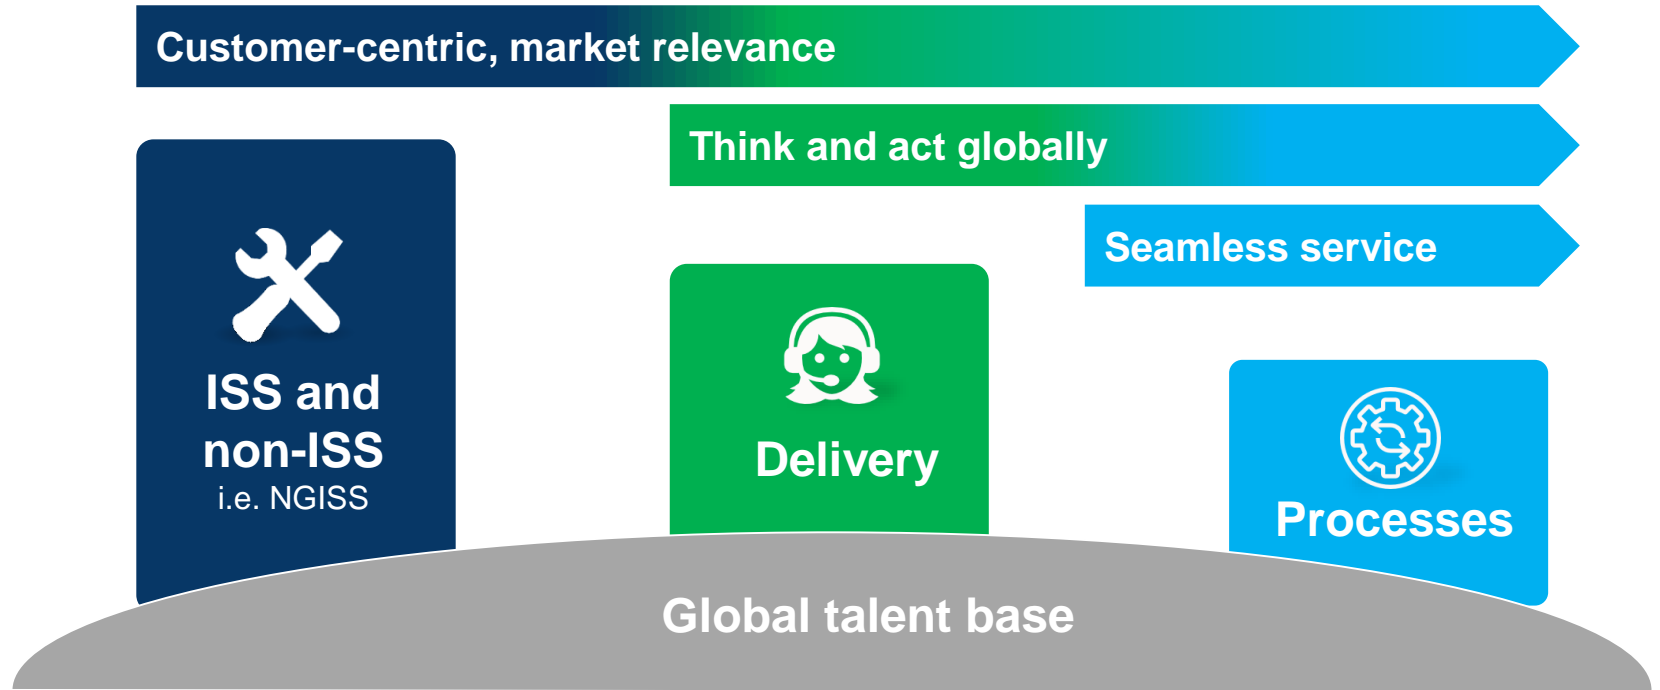 Customer-centric, market relevance
Think and act globally
Seamless service
ISS and
non-ISS
i.e. NGISS
Delivery
Processes
Global talent base